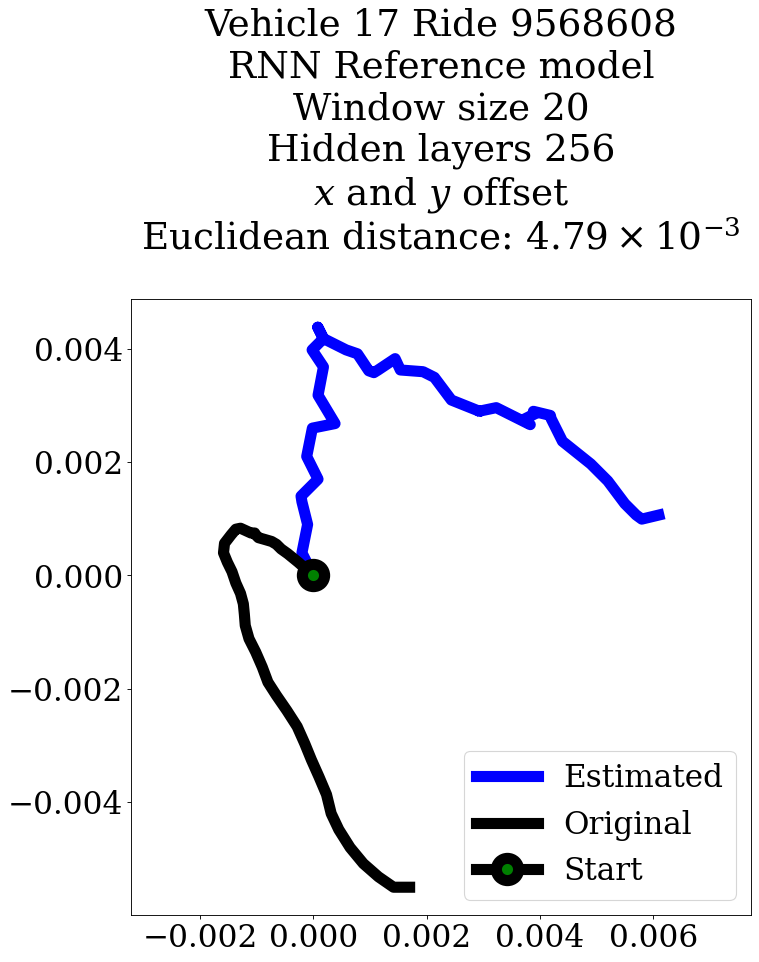 Vehicle 17 Ride 9568608
RNN Reference model
Window size 20
Hidden layers 256
x and y offset
Euclidean distance: 4.79 × 10⁻³
0.004
0.002
0.000
−0.002
−0.004
Estimated
Original
Start
−0.002 0.000 0.002 0.004 0.006